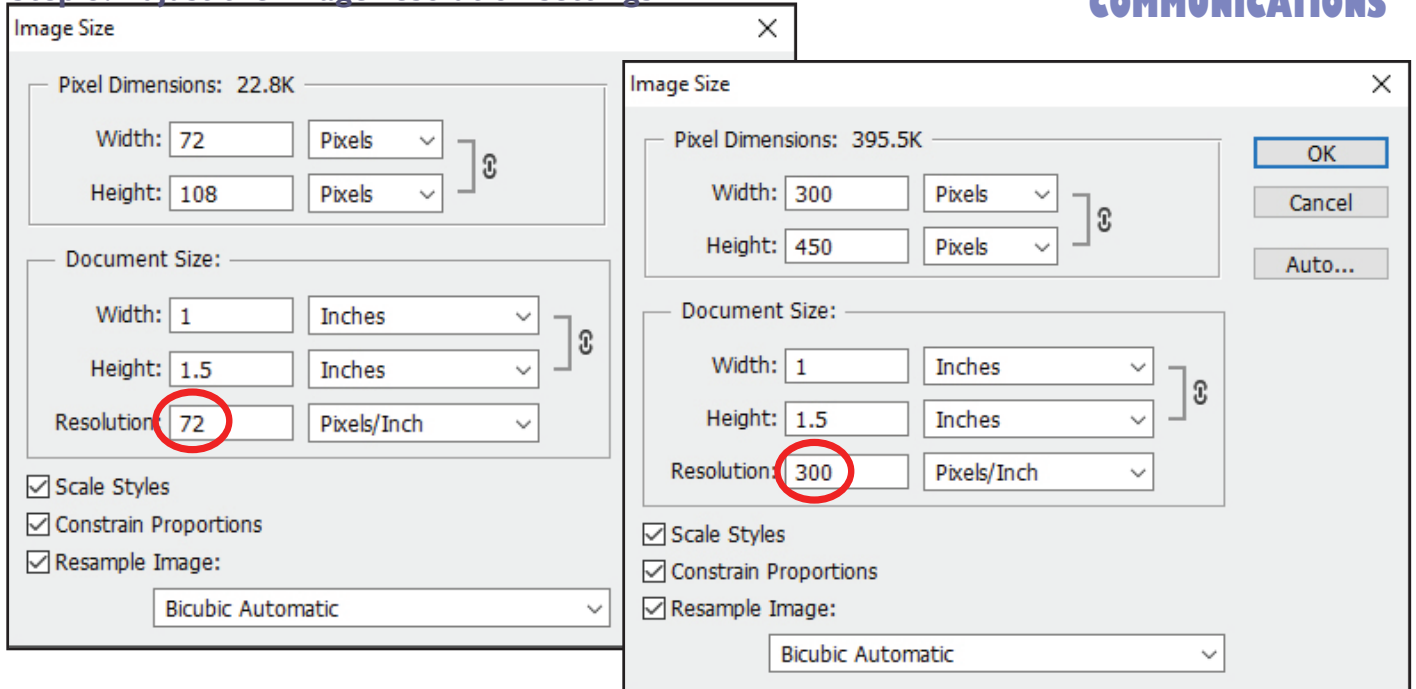 COMMUNICATIONS
Image Size
Pixel Dimensions: 22.8K
Width: 72 Pixels
Height: 108 Pixels
Document Size:
Width: 1 Inches
Height: 1.5 Inches
Resolution: 72 Pixels/Inch
Scale Styles
Constrain Proportions
Resample Image:
Bicubic Automatic
Image Size
Pixel Dimensions: 395.5K
Width: 300 Pixels
Height: 450 Pixels
Document Size:
Width: 1 Inches
Height: 1.5 Inches
Resolution: 300 Pixels/Inch
Scale Styles
Constrain Proportions
Resample Image:
Bicubic Automatic
OK
Cancel
Auto...